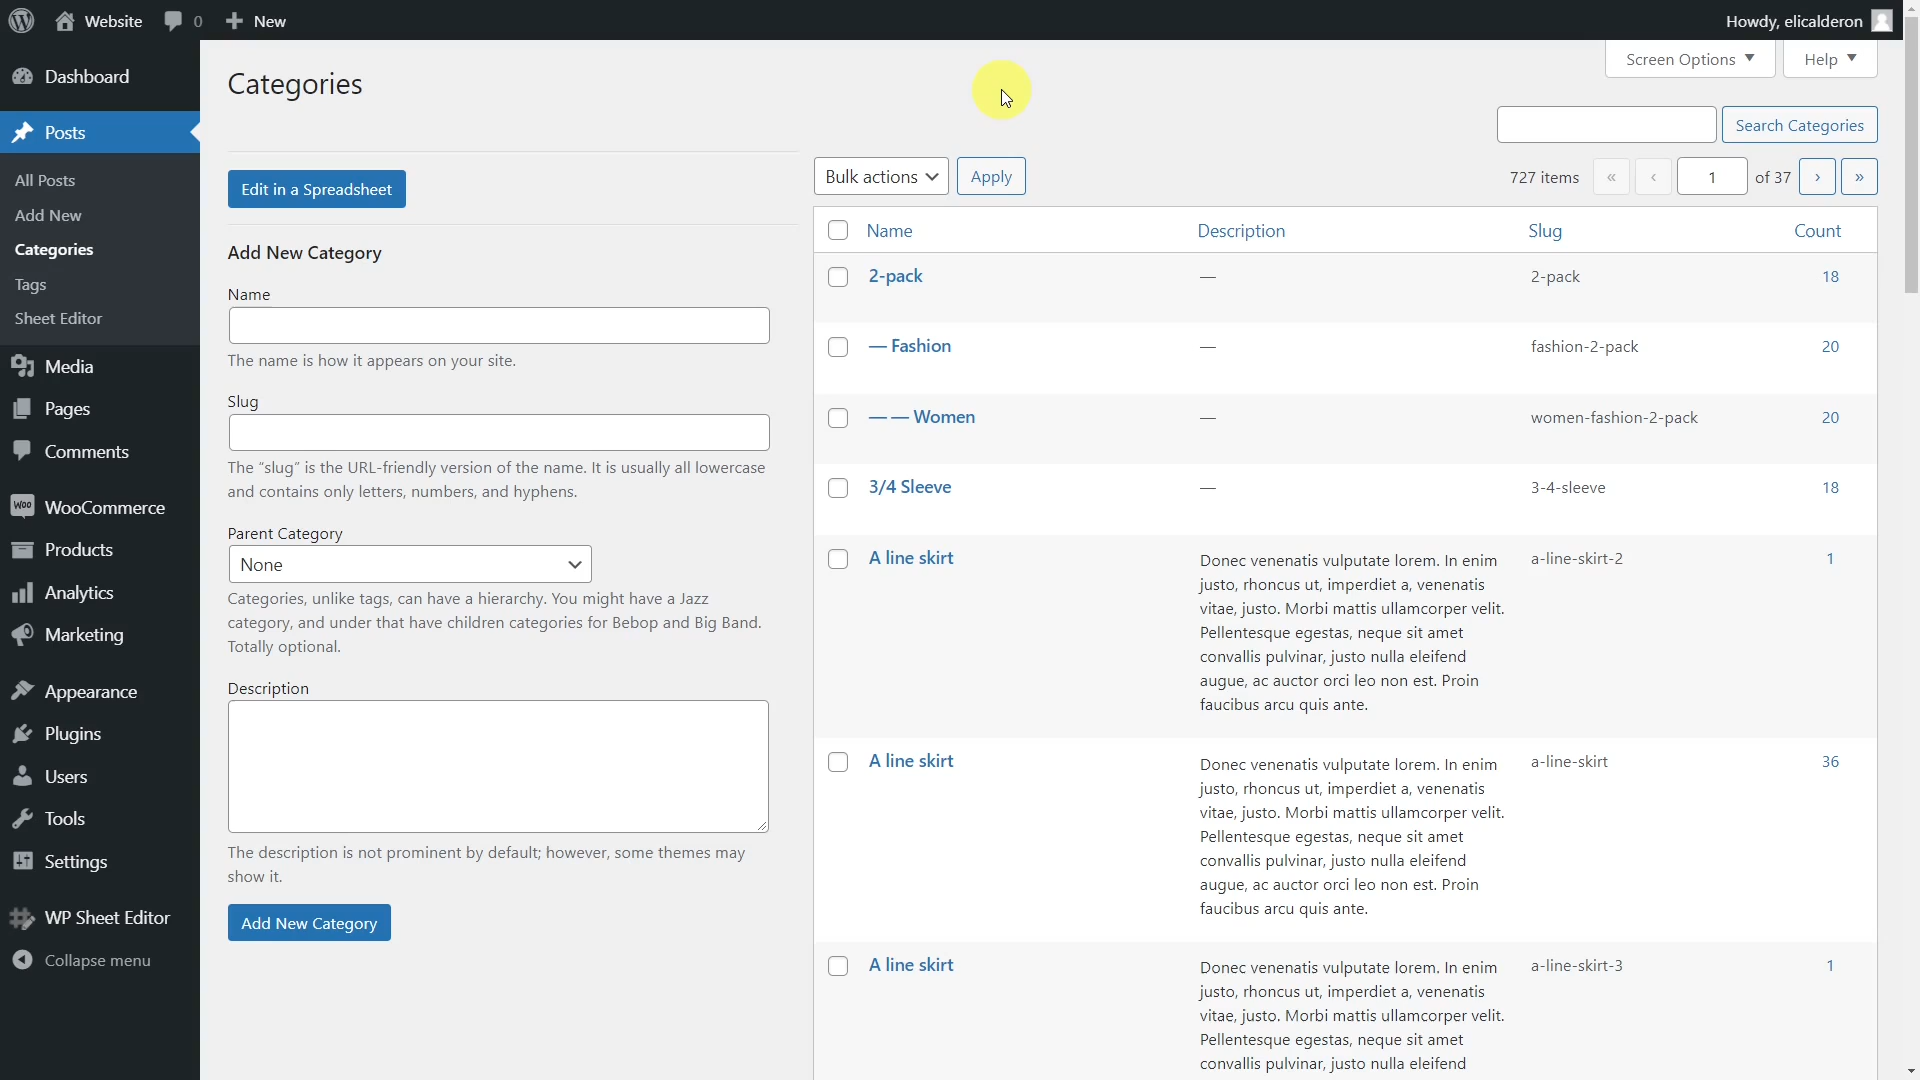 Website 0 New Howdy, elicalderon
Screen Options Help
Dashboard
Posts
All Posts
Add New
Categories
Tags
Sheet Editor
Media
Pages
Comments
Woo WooCommerce
Products
Analytics
Marketing
Appearance
Plugins
Users
Tools
Settings
WP Sheet Editor
Collapse menu
Categories
Edit in a Spreadsheet
Add New Category
Name
The name is how it appears on your site.
Slug
The “slug” is the URL-friendly version of the name. It is usually all lowercase
and contains only letters, numbers, and hyphens.
Parent Category
None
Categories, unlike tags, can have a hierarchy. You might have a Jazz
category, and under that have children categories for Bebop and Big Band.
Totally optional.
Description
The description is not prominent by default; however, some themes may
show it.
Add New Category
Search Categories
Bulk actions Apply 727 items « ‹ 1 of 37 › »
Name Description Slug Count
2-pack — 2-pack 18
— Fashion — fashion-2-pack 20
— — Women — women-fashion-2-pack 20
3/4 Sleeve — 3-4-sleeve 18
A line skirt Donec venenatis vulputate lorem. In enim a-line-skirt-2 1
justo, rhoncus ut, imperdiet a, venenatis
vitae, justo. Morbi mattis ullamcorper velit.
Pellentesque egestas, neque sit amet
convallis pulvinar, justo nulla eleifend
augue, ac auctor orci leo non est. Proin
faucibus arcu quis ante.
A line skirt Donec venenatis vulputate lorem. In enim a-line-skirt 36
justo, rhoncus ut, imperdiet a, venenatis
vitae, justo. Morbi mattis ullamcorper velit.
Pellentesque egestas, neque sit amet
convallis pulvinar, justo nulla eleifend
augue, ac auctor orci leo non est. Proin
faucibus arcu quis ante.
A line skirt Donec venenatis vulputate lorem. In enim a-line-skirt-3 1
justo, rhoncus ut, imperdiet a, venenatis
vitae, justo. Morbi mattis ullamcorper velit.
Pellentesque egestas, neque sit amet
convallis pulvinar, justo nulla eleifend